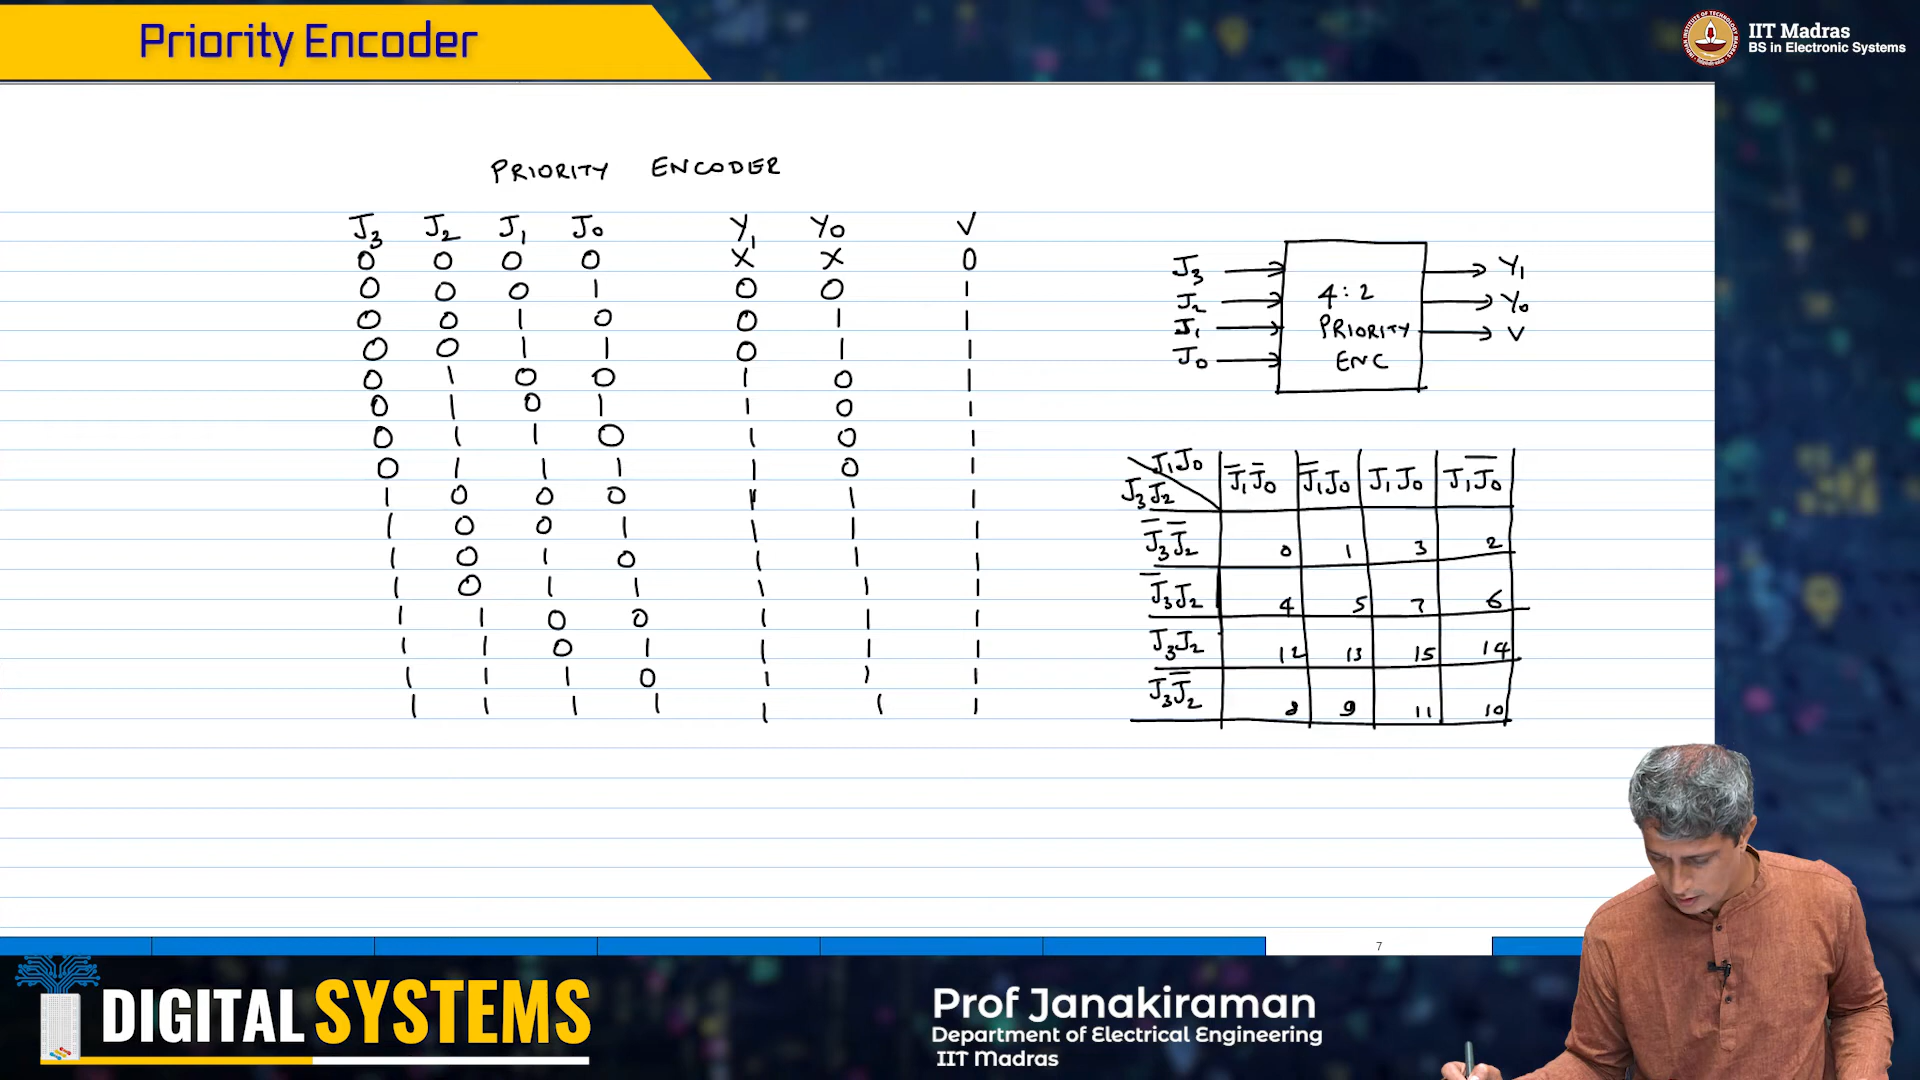 Priority Encoder
IIT Madras
BS in Electronic Systems
PRIORITY ENCODER
J₃ J₂ J₁ J₀ Y₁ Y₀ V
0 0 0 0 X X 0
0 0 0 1 0 0 1
0 0 1 0 0 1 1
0 0 1 1 0 1 1
0 1 0 0 1 0 1
0 1 0 1 1 0 1
0 1 1 0 1 0 1
0 1 1 1 1 0 1
1 0 0 0 1 1 1
1 0 0 1 1 1 1
1 0 1 0 1 1 1
1 0 1 1 1 1 1
1 1 0 0 1 1 1
1 1 0 1 1 1 1
1 1 1 0 1 1 1
1 1 1 1 1 1 1
J₃ Y₁
J₂ 4:2 Y₀
J₁ PRIORITY V
J₀ ENC
J₁J₀ J̅₁J̅₀ J̅₁J₀ J₁J₀ J₁J̅₀
J₃J₂
J̅₃J̅₂ 0 1 3 2
J̅₃J₂ 4 5 7 6
J₃J₂ 12 13 15 14
J₃J̅₂ 8 9 11 10
7
DIGITAL SYSTEMS
Prof Janakiraman
Department of Electrical Engineering
IIT Madras